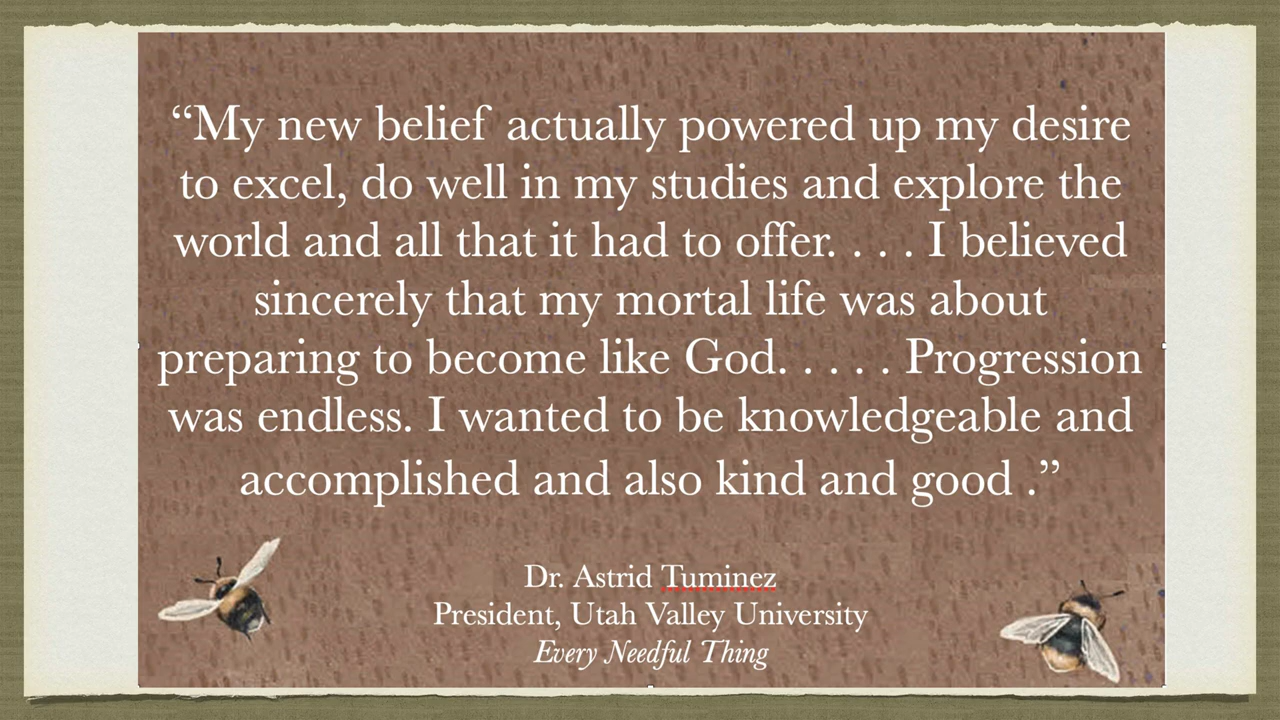 “My new belief actually powered up my desire
to excel, do well in my studies and explore the
world and all that it had to offer. . . . I believed
sincerely that my mortal life was about
preparing to become like God. . . . . Progression
was endless. I wanted to be knowledgeable and
accomplished and also kind and good .”
Dr. Astrid Tuminez
President, Utah Valley University
Every Needful Thing